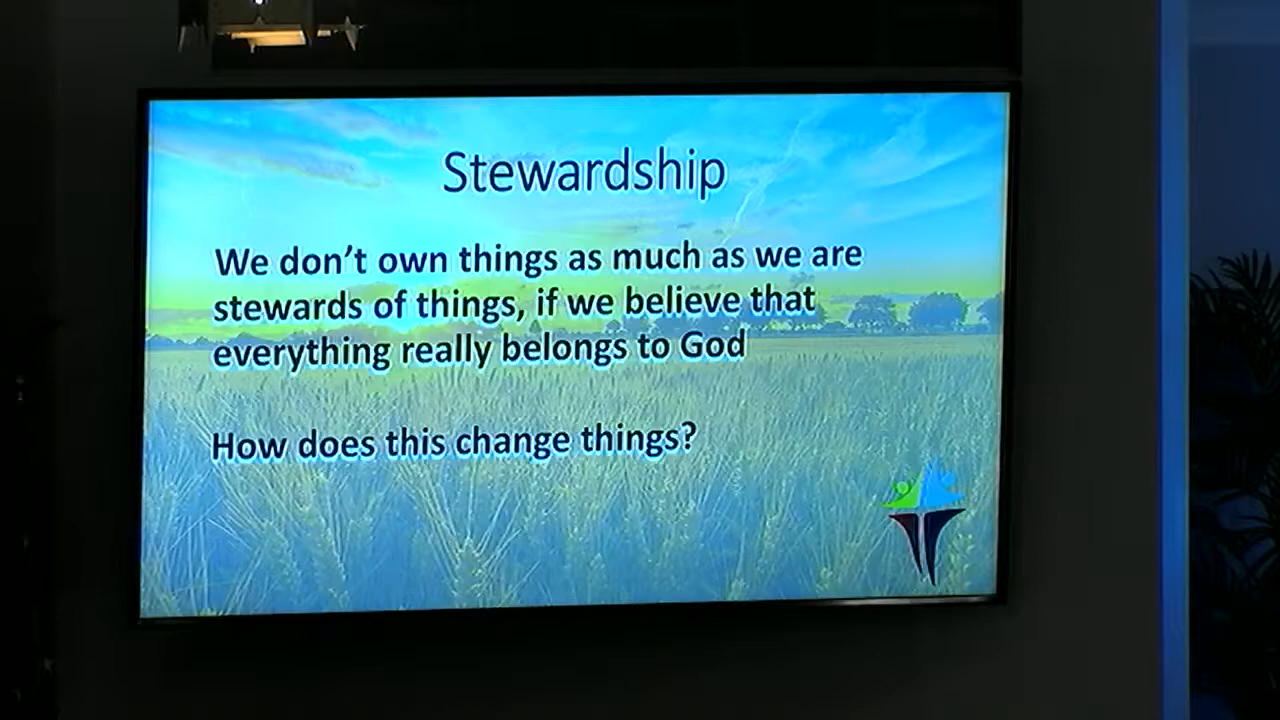 Stewardship
We don’t own things as much as we are
stewards of things, if we believe that
everything really belongs to God
How does this change things?